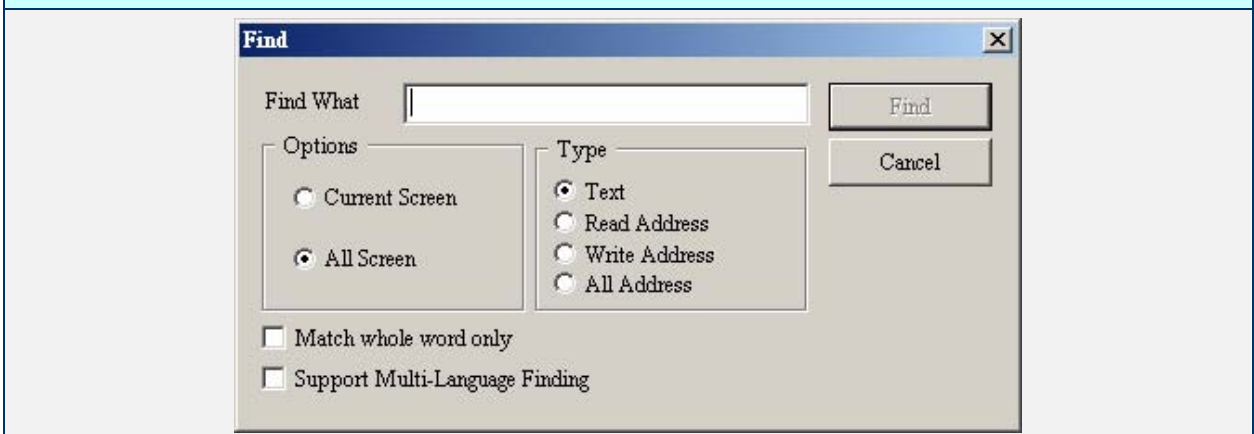 Find
Find What
Find
Cancel
Options
Current Screen
All Screen
Type
Text
Read Address
Write Address
All Address
Match whole word only
Support Multi-Language Finding